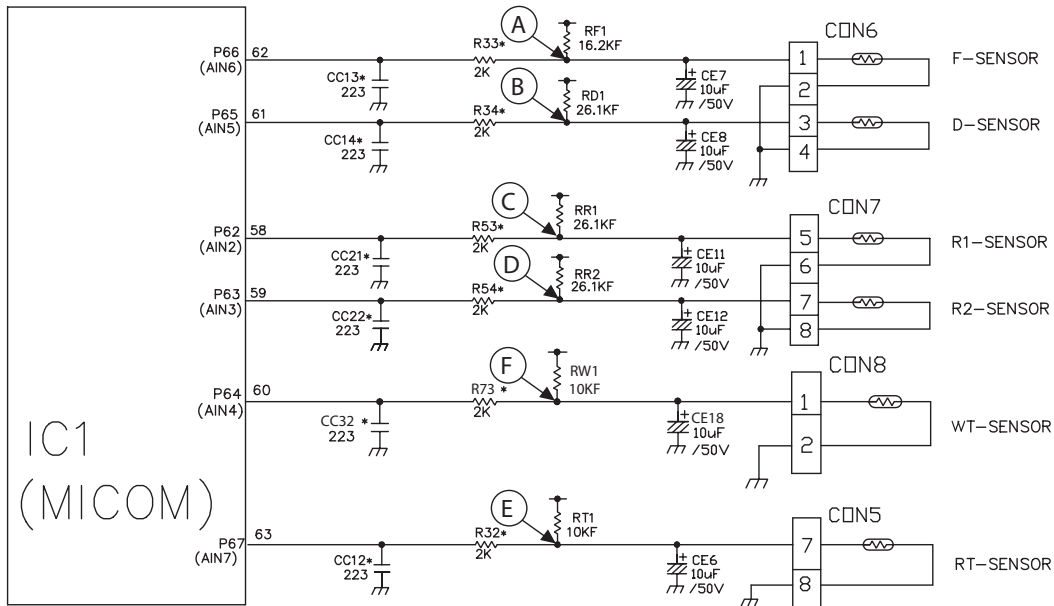 A
RF1
16.2KF
P66
(AIN6)
62
R33*
2K
CC13*
223
+
CE7
10uF
/50V
CON6
1
2
F-SENSOR
B
RD1
26.1KF
P65
(AIN5)
61
R34*
2K
CC14*
223
+
CE8
10uF
/50V
3
4
D-SENSOR
C
RR1
26.1KF
P62
(AIN2)
58
R53*
2K
CC21*
223
+
CE11
10uF
/50V
CON7
5
6
R1-SENSOR
D
RR2
26.1KF
P63
(AIN3)
59
R54*
2K
CC22*
223
+
CE12
10uF
/50V
7
8
R2-SENSOR
F
RW1
10KF
P64
(AIN4)
60
R73 *
2K
CC32 *
223
+
CE18
10uF
/50V
CON8
1
2
WT-SENSOR
IC1
(MICOM)
E
RT1
10KF
P67
(AIN7)
63
R32*
2K
CC12*
223
+
CE6
10uF
/50V
CON5
7
8
RT-SENSOR